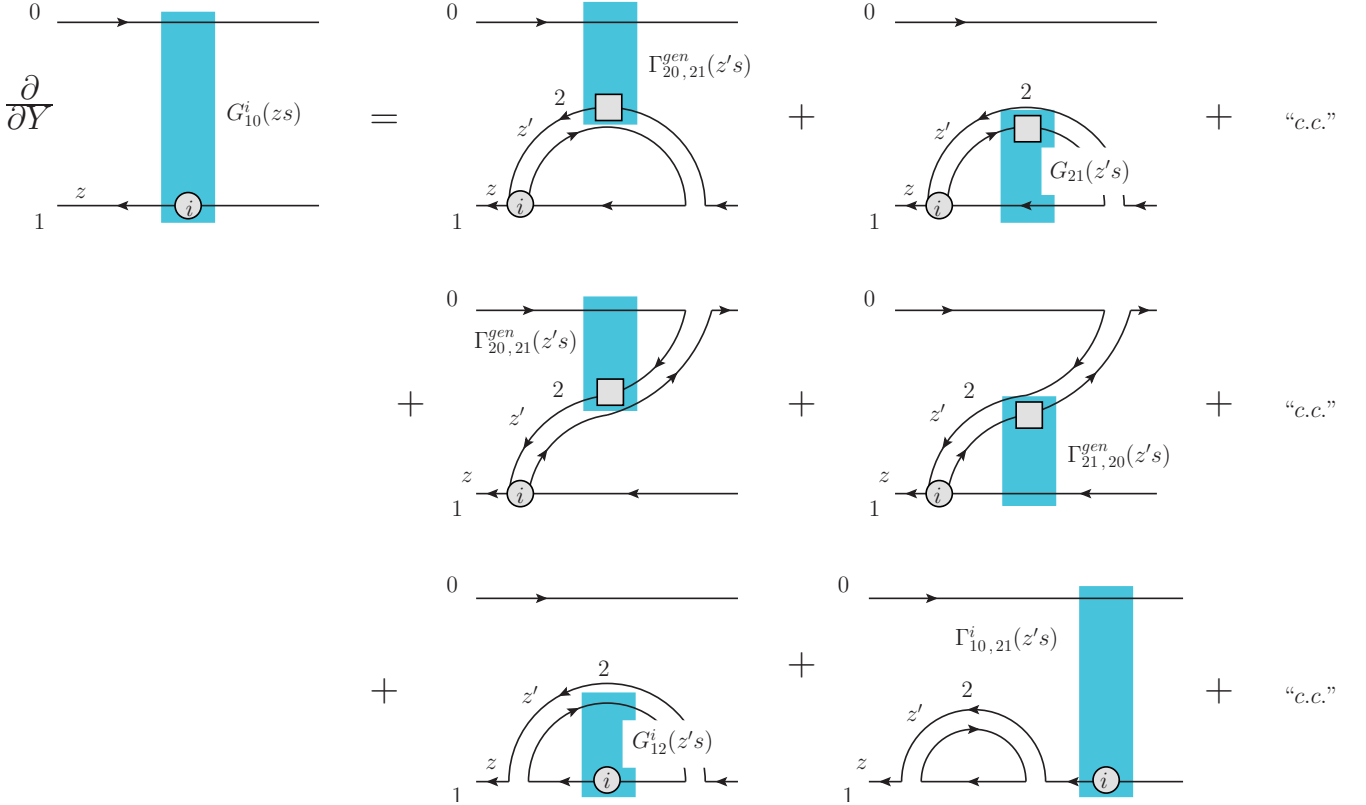 0
∂/∂Y
G^i_{10}(zs)
z
i
1
=
0
Γ^{gen}_{20,21}(z′s)
2
z′
z
i
1
+
0
2
z′
G_{21}(z′s)
z
i
1
+
“c.c.”
+
0
Γ^{gen}_{20,21}(z′s)
2
z′
z
i
1
+
0
2
z′
Γ^{gen}_{21,20}(z′s)
z
i
1
+
“c.c.”
+
0
2
z′
G^i_{12}(z′s)
z
i
1
+
0
Γ^i_{10,21}(z′s)
2
z′
z
i
1
+
“c.c.”